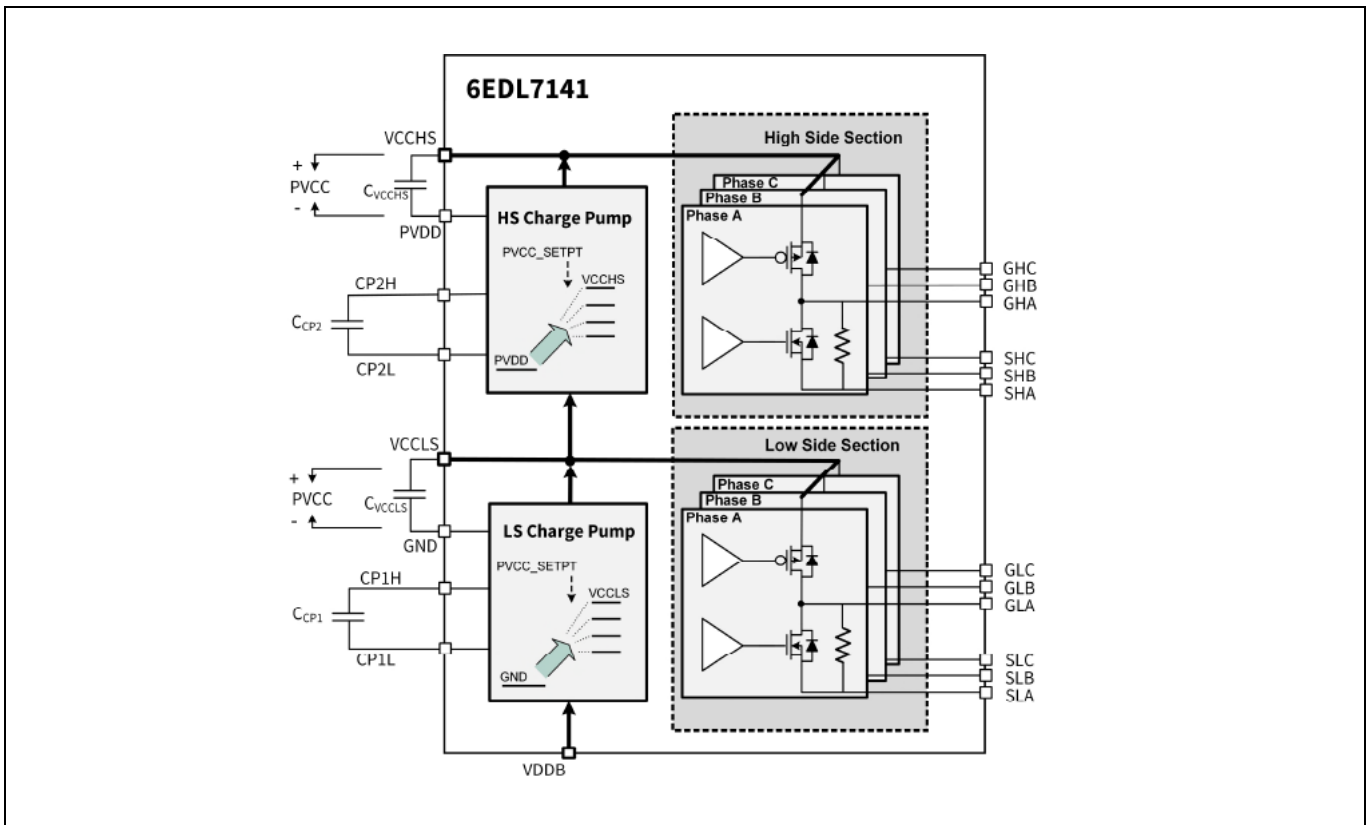 6EDL7141
VCCHS
High Side Section
+
PVCC
-
CVCCHS
PVDD
HS Charge Pump
PVCC_SETPT
VCCHS
PVDD
Phase C
Phase B
Phase A
CP2H
CCP2
CP2L
GHC
GHB
GHA
SHC
SHB
SHA
VCCLS
Low Side Section
+
PVCC
-
CVCCLS
GND
LS Charge Pump
PVCC_SETPT
VCCLS
GND
Phase C
Phase B
Phase A
CP1H
CCP1
CP1L
GLC
GLB
GLA
SLC
SLB
SLA
VDDB